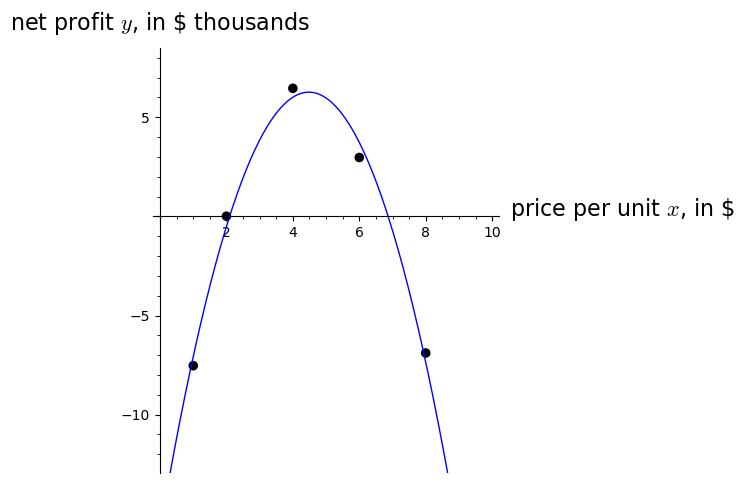 net profit y, in $ thousands
5
price per unit x, in $
2 4 6 8 10
−5
−10